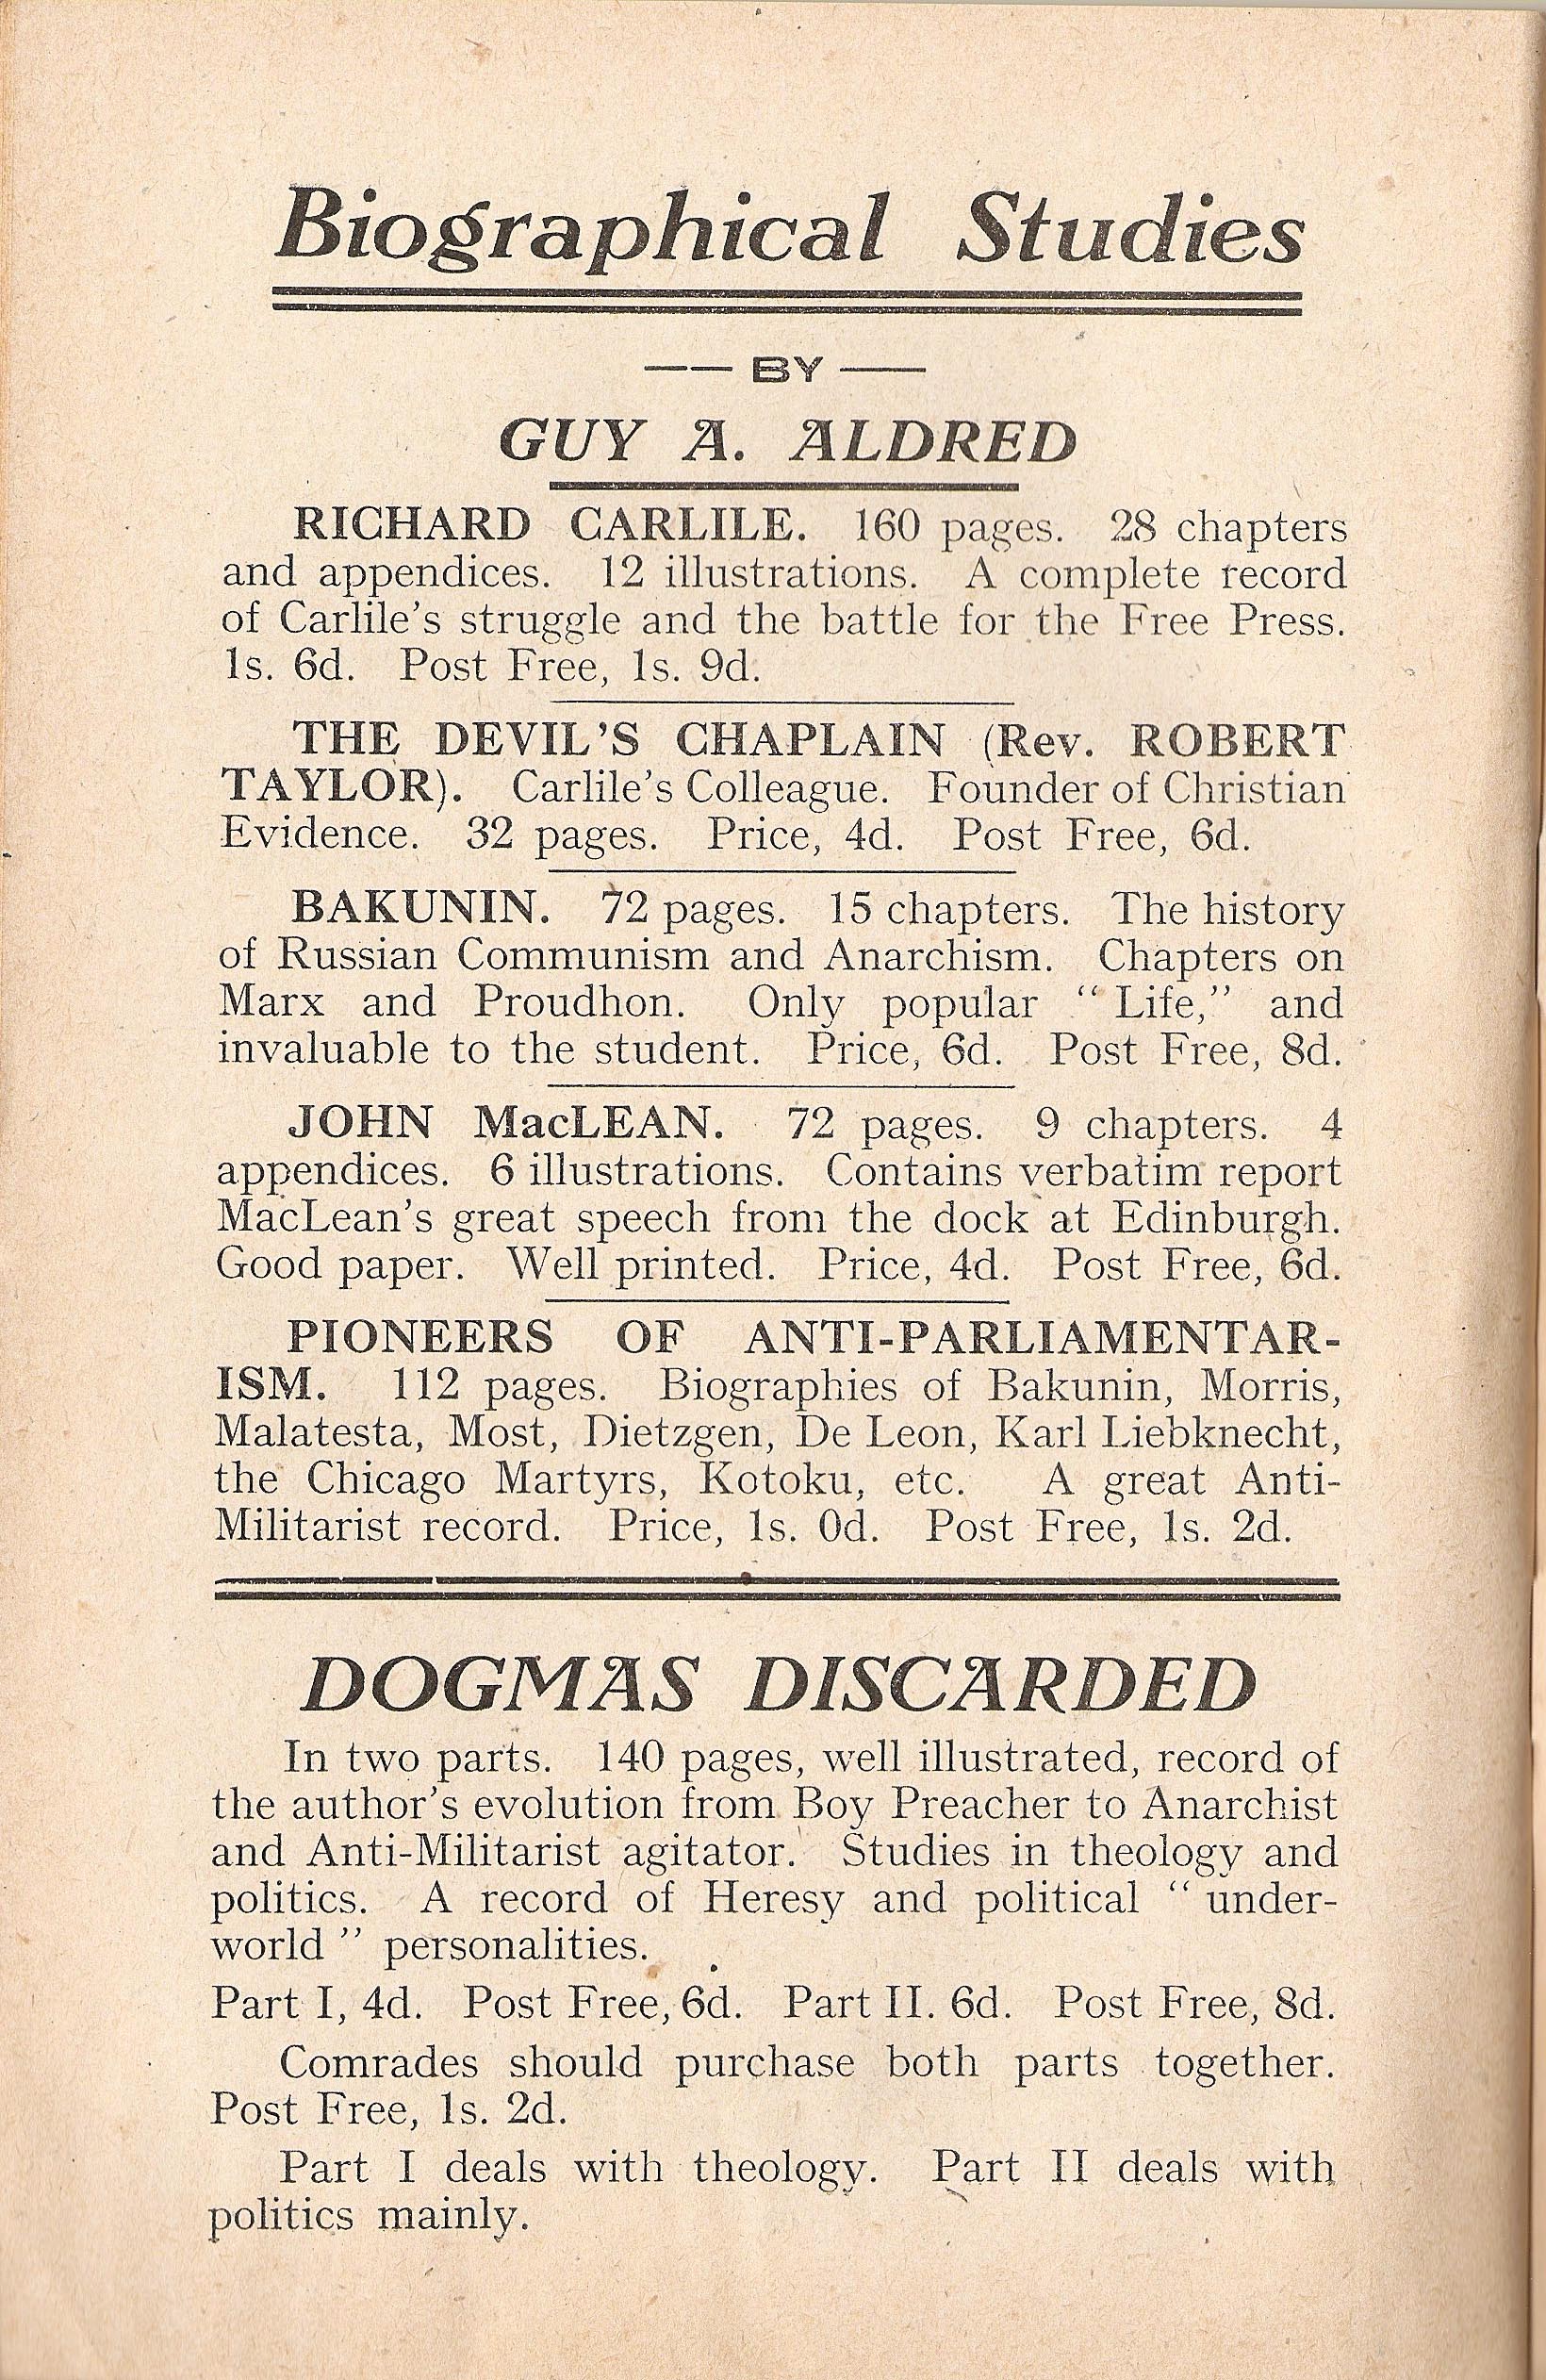 Biographical Studies
—— BY ——
GUY A. ALDRED
RICHARD CARLILE. 160 pages. 28 chapters
and appendices. 12 illustrations. A complete record
of Carlile's struggle and the battle for the Free Press.
1s. 6d. Post Free, 1s. 9d.
THE DEVIL'S CHAPLAIN (Rev. ROBERT
TAYLOR). Carlile's Colleague. Founder of Christian
Evidence. 32 pages. Price, 4d. Post Free, 6d.
BAKUNIN. 72 pages. 15 chapters. The history
of Russian Communism and Anarchism. Chapters on
Marx and Proudhon. Only popular “ Life,” and
invaluable to the student. Price, 6d. Post Free, 8d.
JOHN MacLEAN. 72 pages. 9 chapters. 4
appendices. 6 illustrations. Contains verbatim report
MacLean's great speech from the dock at Edinburgh.
Good paper. Well printed. Price, 4d. Post Free, 6d.
PIONEERS OF ANTI-PARLIAMENTAR-
ISM. 112 pages. Biographies of Bakunin, Morris,
Malatesta, Most, Dietzgen, De Leon, Karl Liebknecht,
the Chicago Martyrs, Kotoku, etc. A great Anti-
Militarist record. Price, 1s. 0d. Post Free, 1s. 2d.
DOGMAS DISCARDED
In two parts. 140 pages, well illustrated, record of
the author's evolution from Boy Preacher to Anarchist
and Anti-Militarist agitator. Studies in theology and
politics. A record of Heresy and political “ under-
world ” personalities.
Part I, 4d. Post Free, 6d. Part II. 6d. Post Free, 8d.
Comrades should purchase both parts together.
Post Free, 1s. 2d.
Part I deals with theology. Part II deals with
politics mainly.